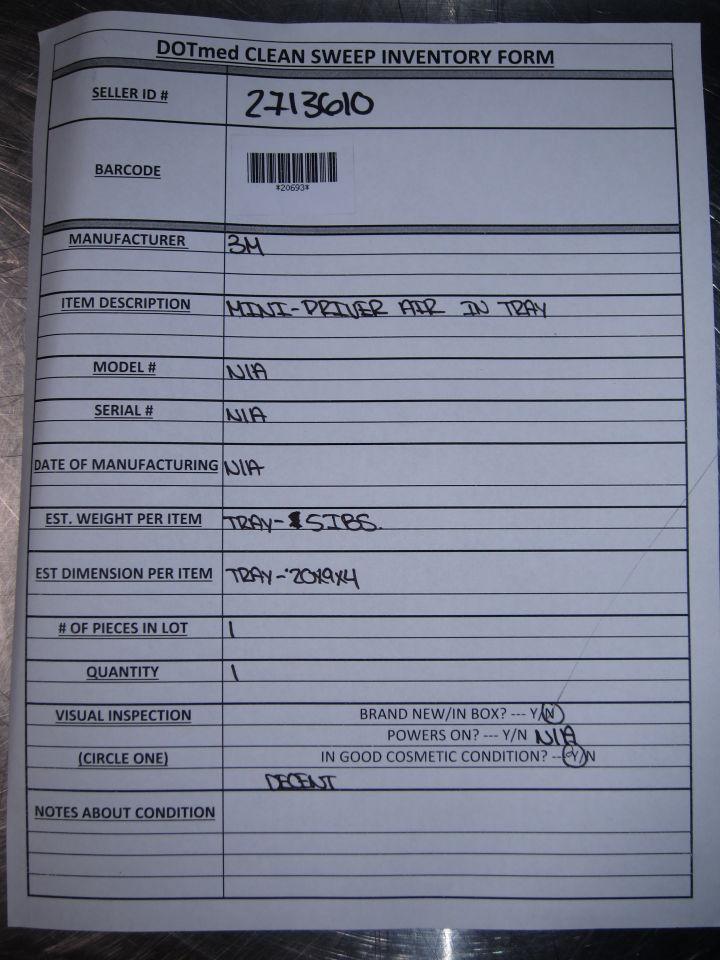 DOTmed CLEAN SWEEP INVENTORY FORM
SELLER ID # 2713610
BARCODE
*20693*
MANUFACTURER 3M
ITEM DESCRIPTION MINI-DRIVER AIR IN TRAY
MODEL # N/A
SERIAL # N/A
DATE OF MANUFACTURING N/A
EST. WEIGHT PER ITEM TRAY- 5lBS.
EST DIMENSION PER ITEM TRAY-20x9x4
# OF PIECES IN LOT 1
QUANTITY 1
VISUAL INSPECTION BRAND NEW/IN BOX? --- Y/N
POWERS ON? --- Y/N N/A
(CIRCLE ONE) IN GOOD COSMETIC CONDITION? --- Y/N
DECENT
NOTES ABOUT CONDITION